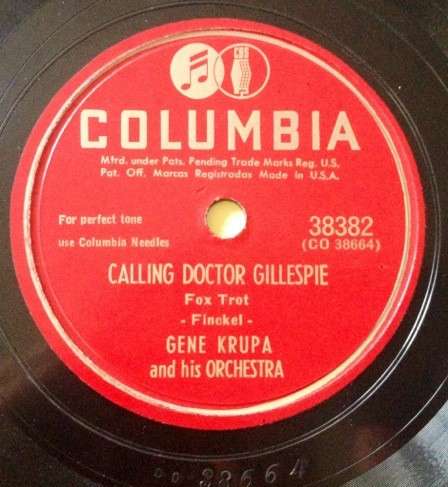 COLUMBIA
Mfrd. under Pats. Pending Trade Marks Reg. U.S.
Pat. Off. Marcas Registradas Made in U.S.A.
For perfect tone
use Columbia Needles
38382
(CO 38664)
CALLING DOCTOR GILLESPIE
Fox Trot
- Finckel -
GENE KRUPA
and his ORCHESTRA
CO 38664